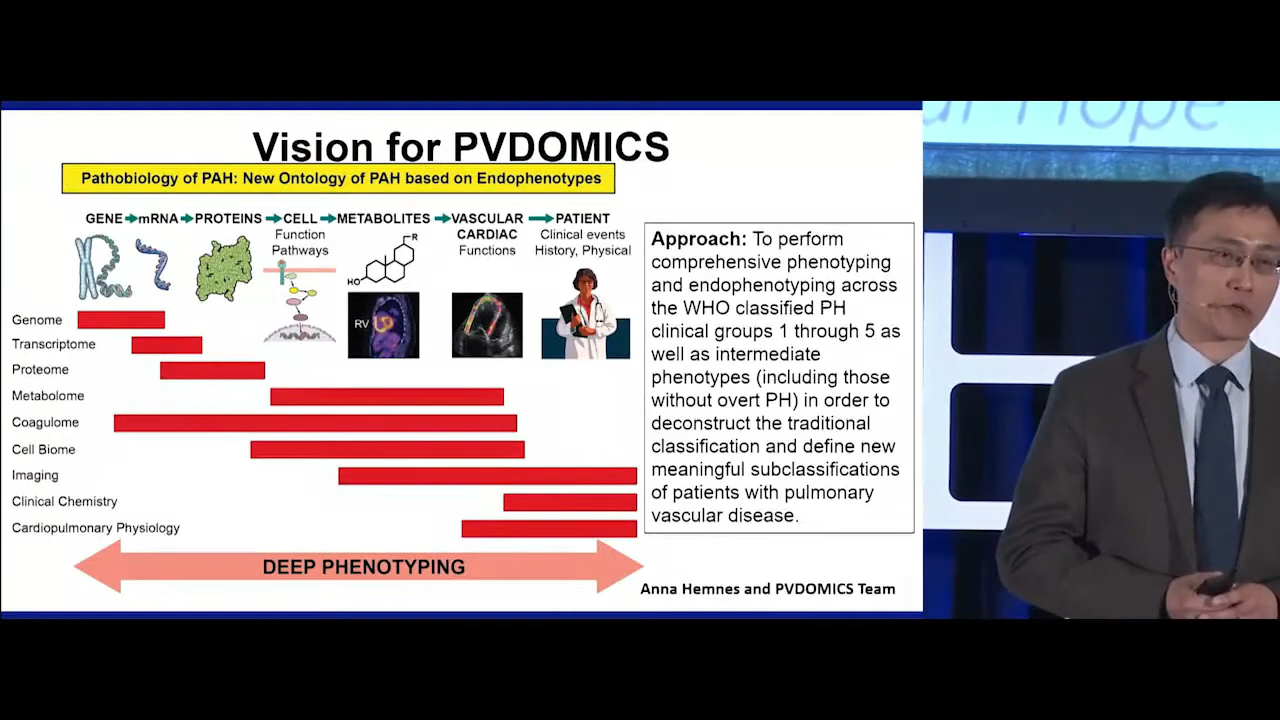 Vision for PVDOMICS
Pathobiology of PAH: New Ontology of PAH based on Endophenotypes
GENE mRNA PROTEINS CELL METABOLITES VASCULAR PATIENT
Function
Pathways
CARDIAC
Functions
Clinical events
History, Physical
R
HO
RV
Genome
Transcriptome
Proteome
Metabolome
Coagulome
Cell Biome
Imaging
Clinical Chemistry
Cardiopulmonary Physiology
DEEP PHENOTYPING
Approach: To perform
comprehensive phenotyping
and endophenotyping across
the WHO classified PH
clinical groups 1 through 5 as
well as intermediate
phenotypes (including those
without overt PH) in order to
deconstruct the traditional
classification and define new
meaningful subclassifications
of patients with pulmonary
vascular disease.
Anna Hemnes and PVDOMICS Team
Hope